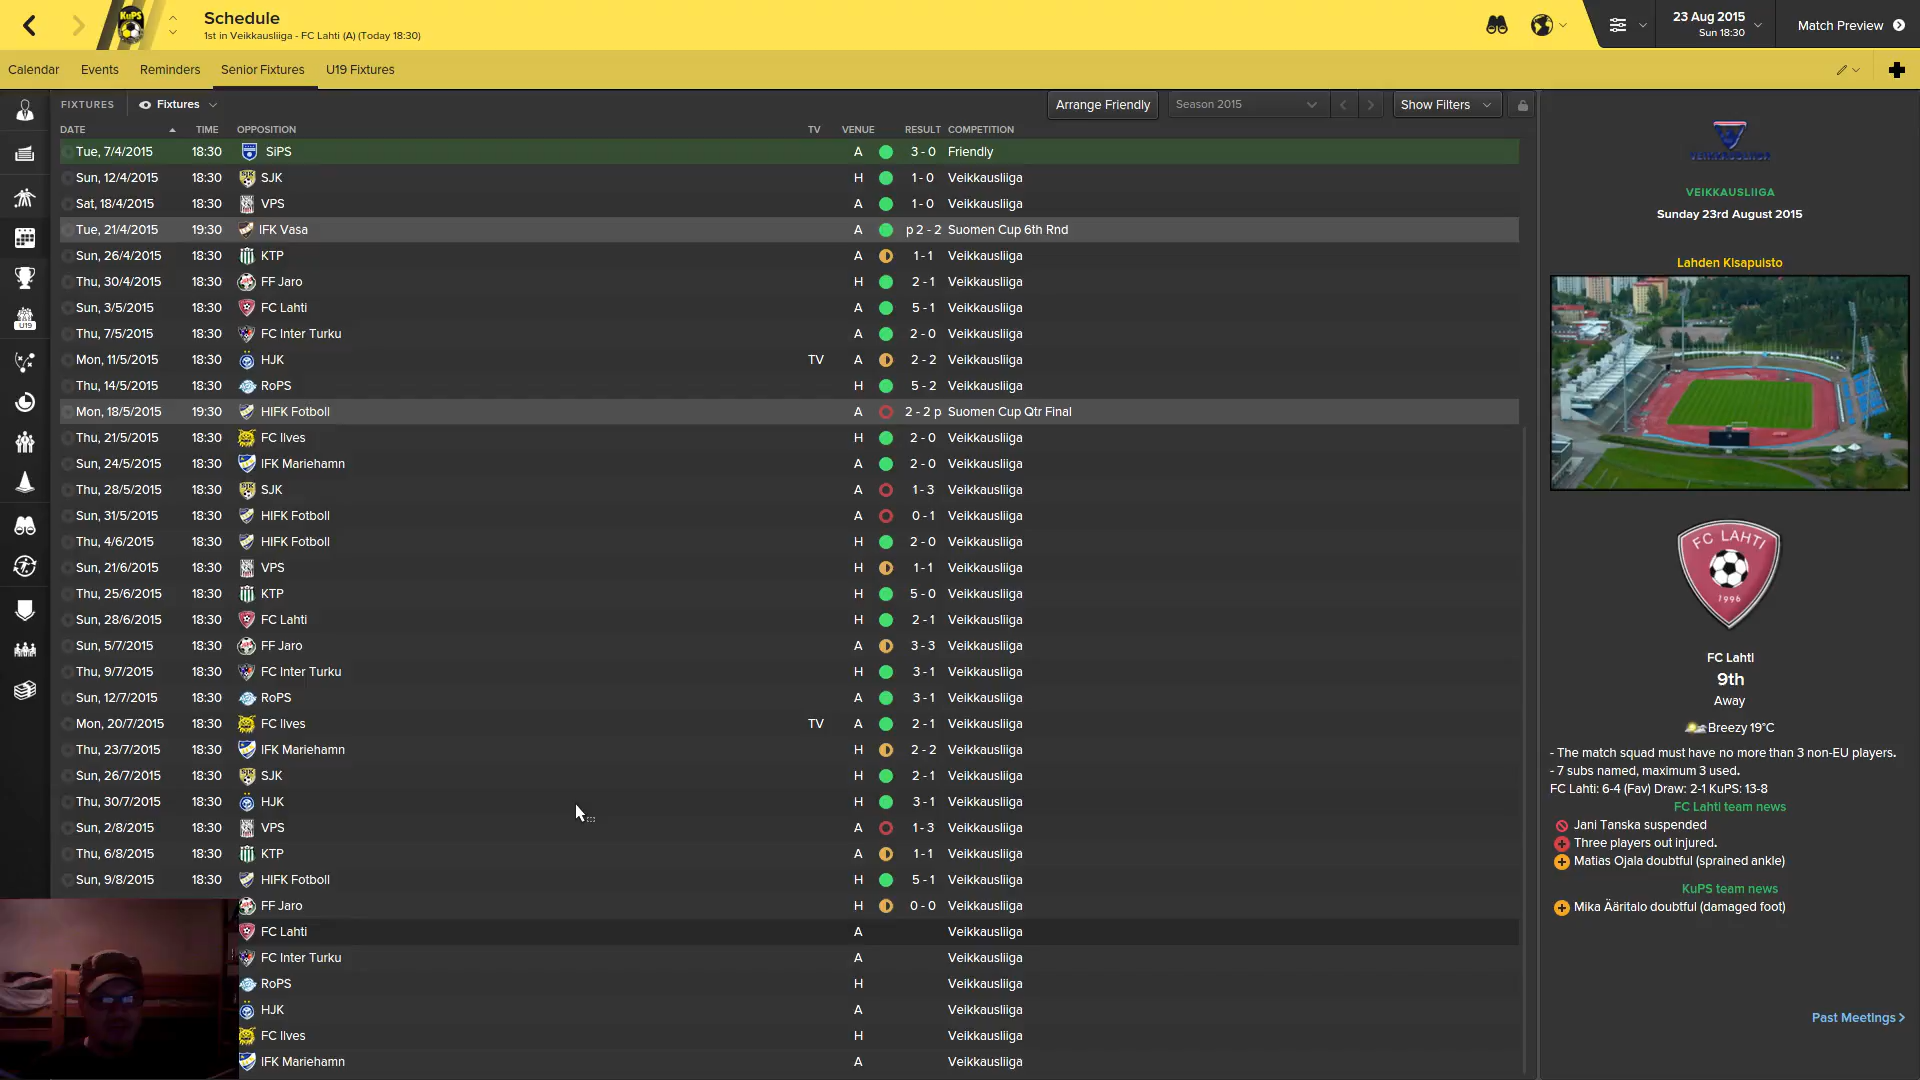 KuPS
Schedule
1st in Veikkausliiga - FC Lahti (A) (Today 18:30)
23 Aug 2015
Sun 18:30
Match Preview
Calendar
Events
Reminders
Senior Fixtures
U19 Fixtures
FIXTURES
Fixtures
Arrange Friendly
Season 2015
Show Filters
DATE TIME OPPOSITION TV VENUE RESULT COMPETITION
Tue, 7/4/2015 18:30 SiPS A 3 - 0 Friendly
Sun, 12/4/2015 18:30 SJK H 1 - 0 Veikkausliiga
Sat, 18/4/2015 18:30 VPS A 1 - 0 Veikkausliiga
Tue, 21/4/2015 19:30 IFK Vasa A p 2 - 2 Suomen Cup 6th Rnd
Sun, 26/4/2015 18:30 KTP A 1 - 1 Veikkausliiga
Thu, 30/4/2015 18:30 FF Jaro H 2 - 1 Veikkausliiga
Sun, 3/5/2015 18:30 FC Lahti A 5 - 1 Veikkausliiga
Thu, 7/5/2015 18:30 FC Inter Turku A 2 - 0 Veikkausliiga
Mon, 11/5/2015 18:30 HJK TV A 2 - 2 Veikkausliiga
Thu, 14/5/2015 18:30 RoPS H 5 - 2 Veikkausliiga
Mon, 18/5/2015 19:30 HIFK Fotboll A 2 - 2 p Suomen Cup Qtr Final
Thu, 21/5/2015 18:30 FC Ilves H 2 - 0 Veikkausliiga
Sun, 24/5/2015 18:30 IFK Mariehamn A 2 - 0 Veikkausliiga
Thu, 28/5/2015 18:30 SJK A 1 - 3 Veikkausliiga
Sun, 31/5/2015 18:30 HIFK Fotboll A 0 - 1 Veikkausliiga
Thu, 4/6/2015 18:30 HIFK Fotboll H 2 - 0 Veikkausliiga
Sun, 21/6/2015 18:30 VPS H 1 - 1 Veikkausliiga
Thu, 25/6/2015 18:30 KTP H 5 - 0 Veikkausliiga
Sun, 28/6/2015 18:30 FC Lahti H 2 - 1 Veikkausliiga
Sun, 5/7/2015 18:30 FF Jaro A 3 - 3 Veikkausliiga
Thu, 9/7/2015 18:30 FC Inter Turku H 3 - 1 Veikkausliiga
Sun, 12/7/2015 18:30 RoPS A 3 - 1 Veikkausliiga
Mon, 20/7/2015 18:30 FC Ilves TV A 2 - 1 Veikkausliiga
Thu, 23/7/2015 18:30 IFK Mariehamn H 2 - 2 Veikkausliiga
Sun, 26/7/2015 18:30 SJK H 2 - 1 Veikkausliiga
Thu, 30/7/2015 18:30 HJK H 3 - 1 Veikkausliiga
Sun, 2/8/2015 18:30 VPS A 1 - 3 Veikkausliiga
Thu, 6/8/2015 18:30 KTP A 1 - 1 Veikkausliiga
Sun, 9/8/2015 18:30 HIFK Fotboll H 5 - 1 Veikkausliiga
FF Jaro H 0 - 0 Veikkausliiga
FC Lahti A Veikkausliiga
FC Inter Turku A Veikkausliiga
RoPS H Veikkausliiga
HJK A Veikkausliiga
FC Ilves H Veikkausliiga
IFK Mariehamn A Veikkausliiga
U19
VEIKKAUSLIIGA
VEIKKAUSLIIGA
Sunday 23rd August 2015
Lahden Kisapuisto
FC LAHTI
1996
FC Lahti
9th
Away
Breezy 19°C
- The match squad must have no more than 3 non-EU players.
- 7 subs named, maximum 3 used.
FC Lahti: 6-4 (Fav) Draw: 2-1 KuPS: 13-8
FC Lahti team news
Jani Tanska suspended
Three players out injured.
Matias Ojala doubtful (sprained ankle)
KuPS team news
Mika Ääritalo doubtful (damaged foot)
Past Meetings >